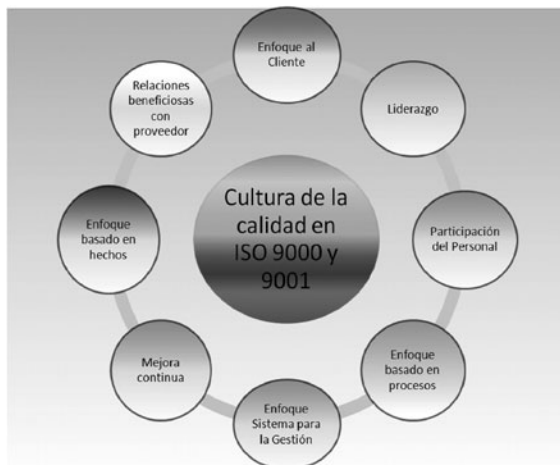 Enfoque al
Cliente
Liderazgo
Participación
del Personal
Enfoque
basado en
procesos
Enfoque
Sistema para
la Gestión
Mejora
continua
Enfoque
basado en
hechos
Relaciones
beneficiosas
con
proveedor
Cultura de la
calidad en
ISO 9000 y
9001